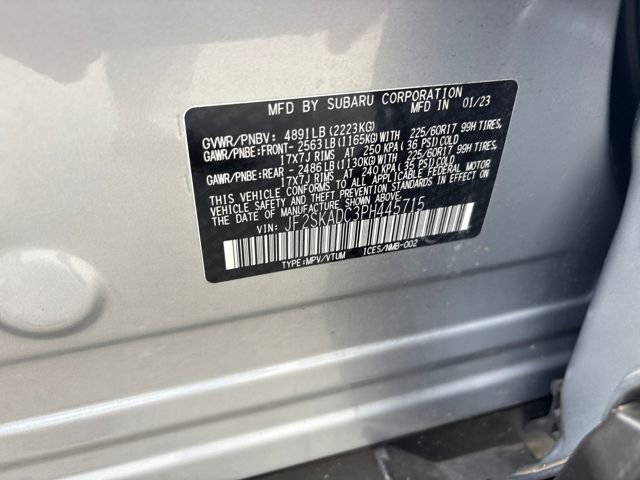 MFD BY SUBARU CORPORATION
MFD IN 01/23
GVWR/PNBV: 4891LB(2223KG)
GAWR/PNBE:FRONT- 2563LB(1165KG)WITH 225/60R17 99H TIRES,
17X7J RIMS AT 250 KPA(36 PSI)COLD
GAWR/PNBE:REAR - 2486LB(1130KG)WITH 225/60R17 99H TIRES,
17X7J RIMS AT 240 KPA(35 PSI)COLD
THIS VEHICLE CONFORMS TO ALL APPLICABLE FEDERAL MOTOR
VEHICLE SAFETY AND THEFT PREVENTION STANDARDS IN EFFECT ON
THE DATE OF MANUFACTURE SHOWN ABOVE.
VIN: JF2SKADC3PH445715
TYPE:MPV/VTUM ICES/NMB-002